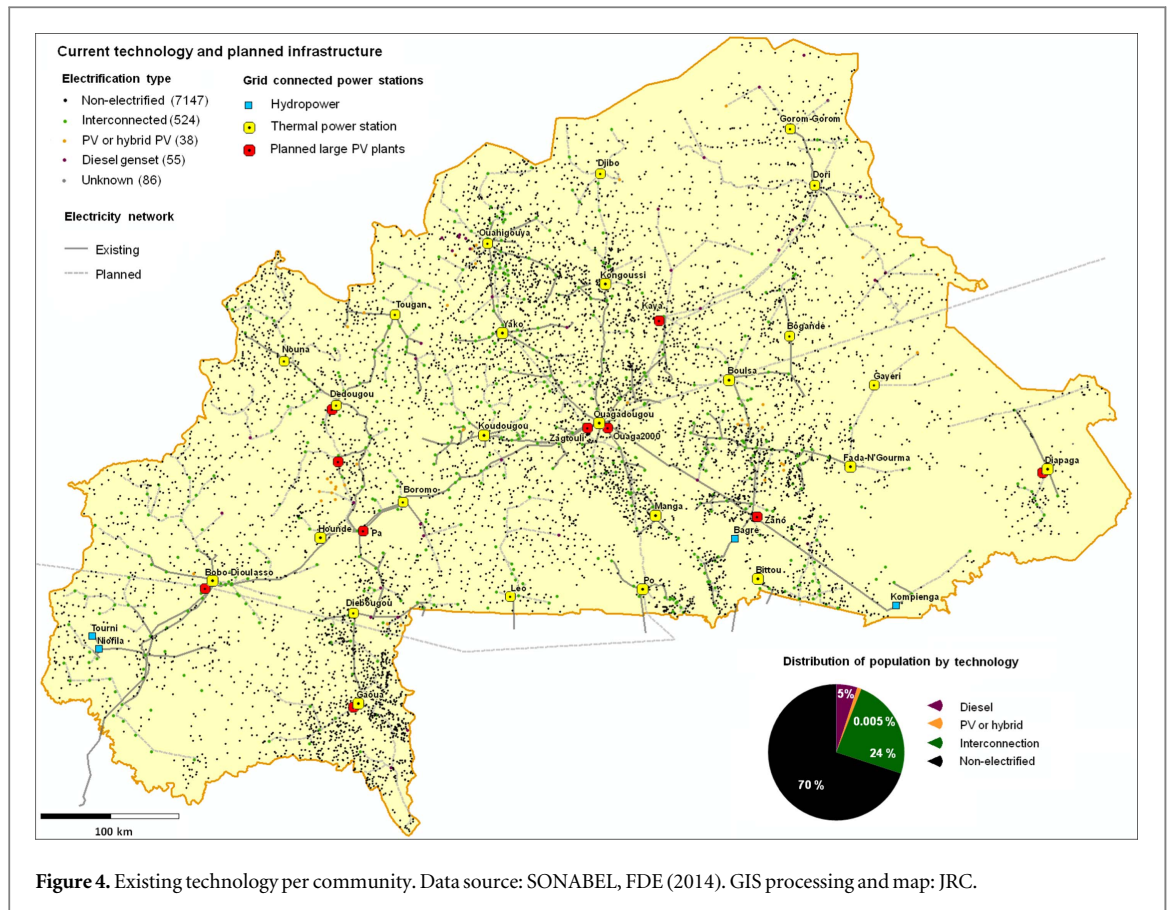 Current technology and planned infrastructure
Electrification type
Non-electrified (7147)
Interconnected (524)
PV or hybrid PV (38)
Diesel genset (55)
Unknown (86)
Grid connected power stations
Hydropower
Thermal power station
Planned large PV plants
Electricity network
Existing
Planned
Gorom-Gorom
Djibo
Dori
Ouahigouya
Kongoussi
Kaya
Tougan
Yako
Bogande
Nouna
Boulsa
Gayeri
Dedougou
Ouagadougou
Koudougou
Zagtouli
Ouaga2000
Fada-N'Gourma
Diapaga
Boromo
Manga
Zano
Hounde
Pa
Bagre
Bobo-Dioulasso
Bittou
Po
Leo
Kompienga
Diebougou
Tourni
Niofila
Gaoua
100 km
Distribution of population by technology
5%
0.005 %
24 %
70 %
Diesel
PV or hybrid
Interconnection
Non-electrified
Figure 4. Existing technology per community. Data source: SONABEL, FDE (2014). GIS processing and map: JRC.